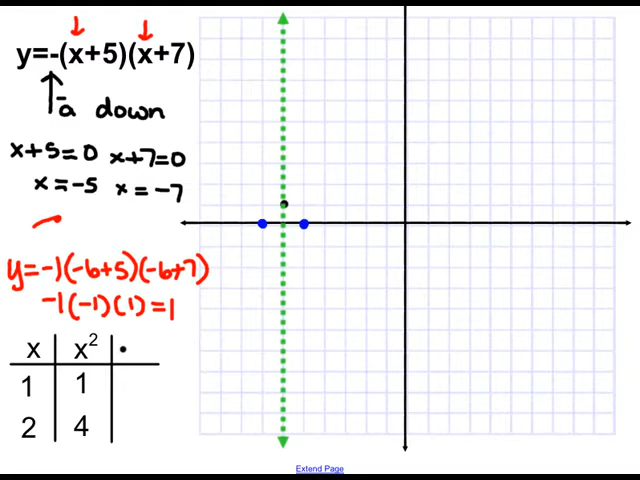 y=-(x+5)(x+7)
-a down
x+5=0 x+7=0
x=-5 x=-7
y=-1(-6+5)(-6+7)
-1(-1)(1)=1
x x²
1 1
2 4
Extend Page